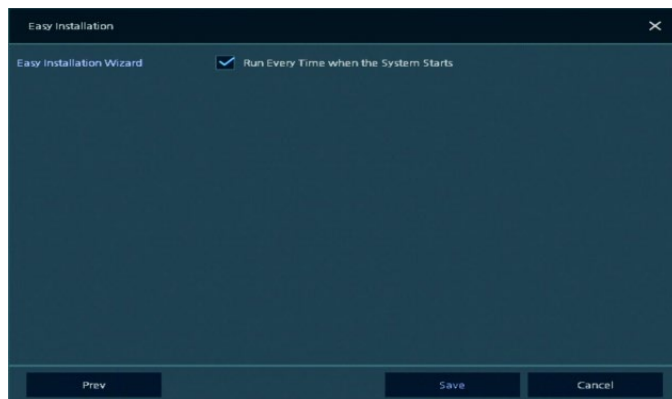 Easy Installation
Easy Installation Wizard Run Every Time when the System Starts
Prev Save Cancel